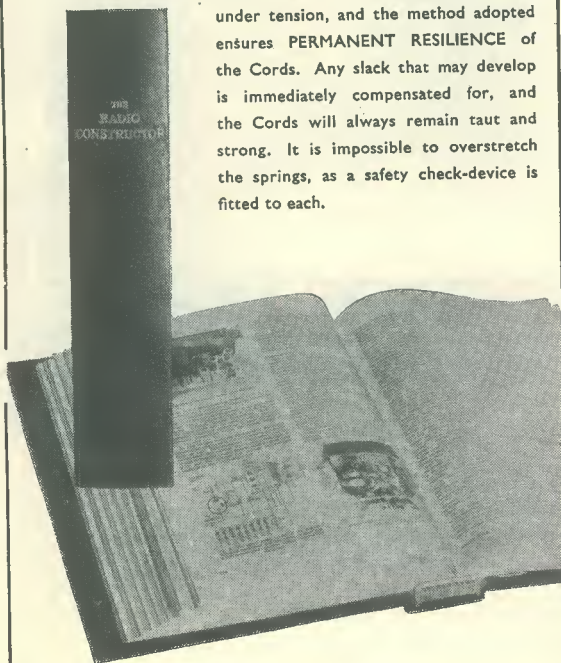 under tension, and the method adopted
ensures PERMANENT RESILIENCE of
the Cords. Any slack that may develop
is immediately compensated for, and
the Cords will always remain taut and
strong. It is impossible to overstretch
the springs, as a safety check-device is
fitted to each.
THE
RADIO
CONSTRUCTOR